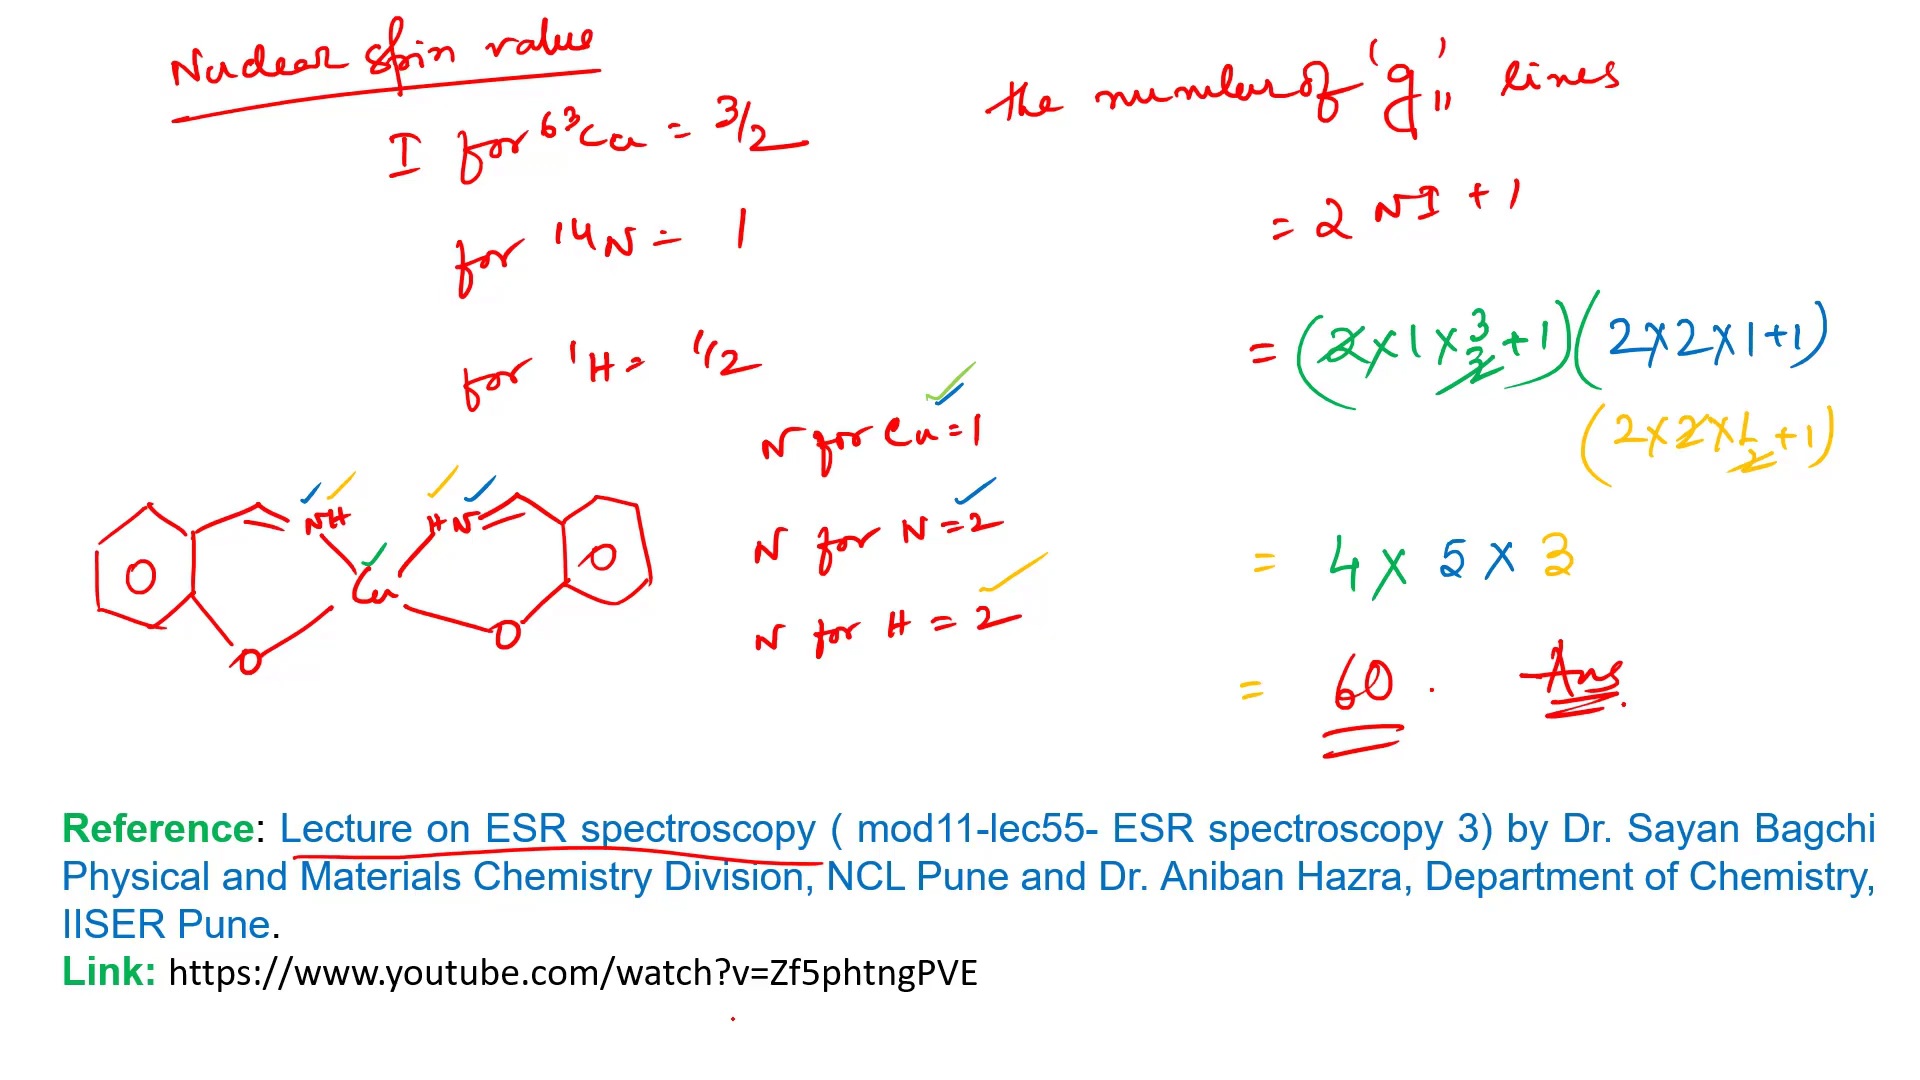 Nuclear spin value
I for ⁶³Cu = 3/2
for ¹⁴N = 1
for ¹H = 1/2
NH
HN
Cu
O
O
O
O
N for Cu = 1
N for N = 2
N for H = 2
the number of 'g'₁₁ lines
= 2 NI + 1
= (2 × 1 × 3/2 + 1) (2 × 2 × 1 + 1)
(2 × 2 × 1/2 + 1)
= 4 × 5 × 3
= 60 . Ans.
Reference: Lecture on ESR spectroscopy ( mod11-lec55- ESR spectroscopy 3) by Dr. Sayan Bagchi
Physical and Materials Chemistry Division, NCL Pune and Dr. Aniban Hazra, Department of Chemistry,
IISER Pune.
Link: https://www.youtube.com/watch?v=Zf5phtngPVE